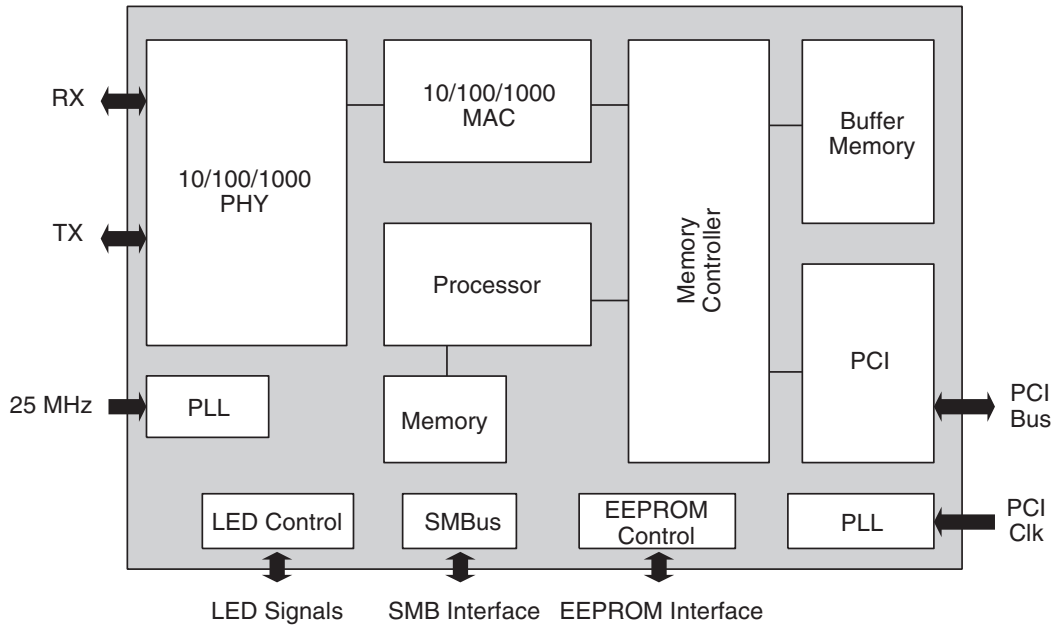 RX
TX
25 MHz
10/100/1000
PHY
10/100/1000
MAC
Processor
Memory
PLL
Memory
Controller
Buffer
Memory
PCI
PCI
Bus
LED Control
SMBus
EEPROM
Control
PLL
PCI
Clk
LED Signals
SMB Interface
EEPROM Interface